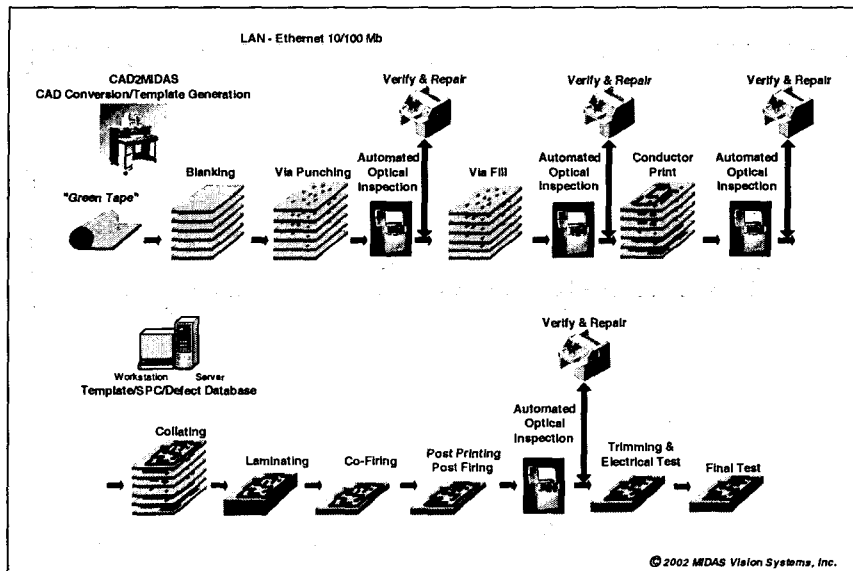 LAN - Ethernet 10/100 Mb
CAD2MIDAS
CAD Conversion/Template Generation
Verify & Repair
Verify & Repair
Verify & Repair
"Green Tape"
Blanking
Via Punching
Automated
Optical
Inspection
Via Fill
Automated
Optical
Inspection
Conductor
Print
Automated
Optical
Inspection
Workstation
Server
Template/SPC/Defect Database
Verify & Repair
Collating
Laminating
Co-Firing
Post Printing
Post Firing
Automated
Optical
Inspection
Trimming &
Electrical Test
Final Test
© 2002 MIDAS Vision Systems, Inc.